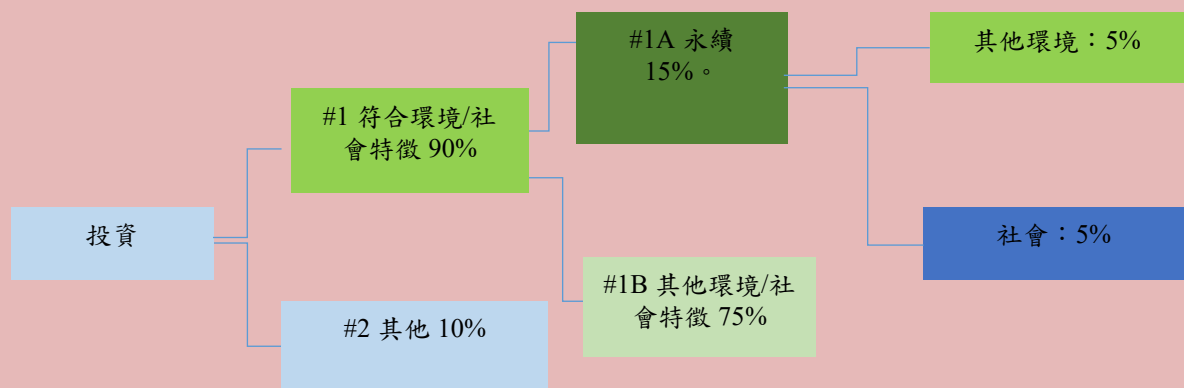 #1A 永續
15%。
其他環境：5%
#1 符合環境/社
會特徵 90%
投資
社會：5%
#1B 其他環境/社
會特徵 75%
#2 其他 10%